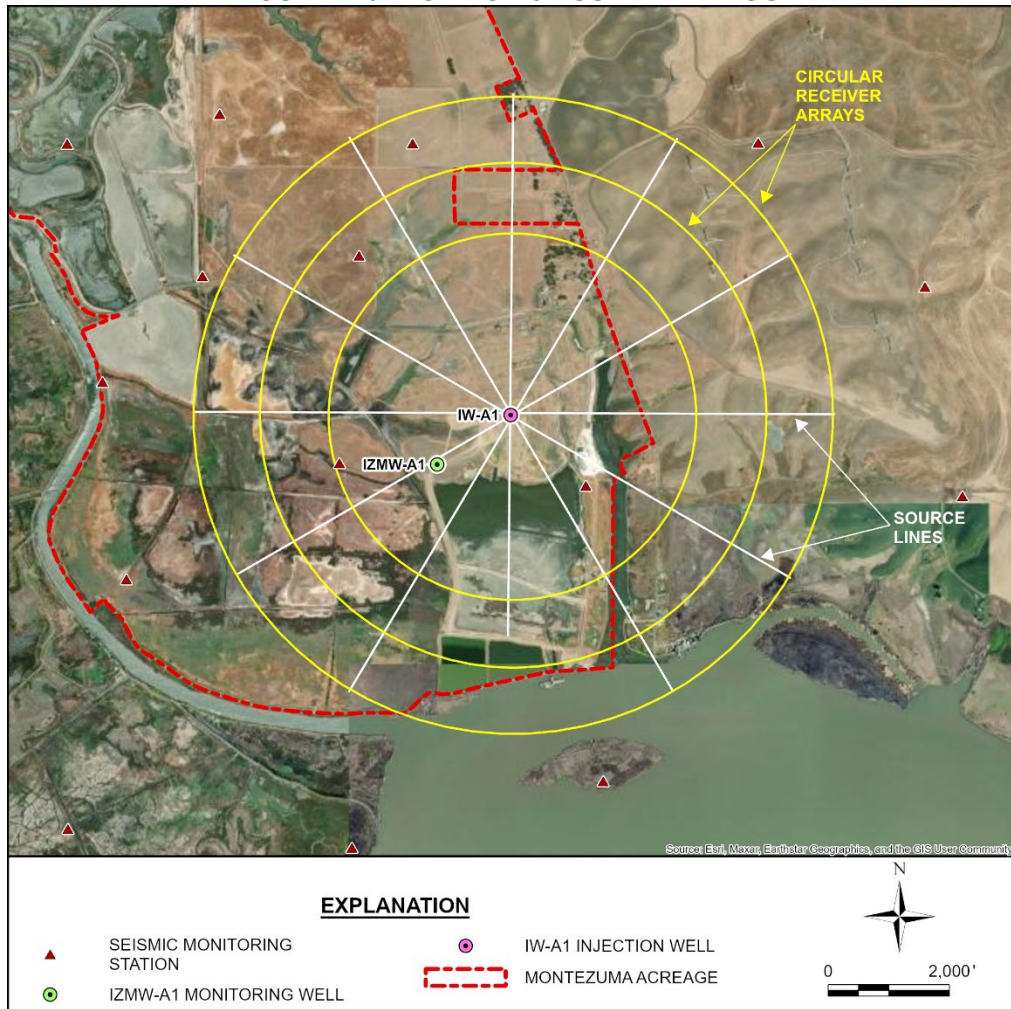 CIRCULAR
RECEIVER
ARRAYS
IW-A1
IZMW-A1
SOURCE
LINES
Source: Esri, Maxar, Earthstar Geographics, and the GIS User Community
EXPLANATION
SEISMIC MONITORING
STATION
IZMW-A1 MONITORING WELL
IW-A1 INJECTION WELL
MONTEZUMA ACREAGE
N
0 2,000'